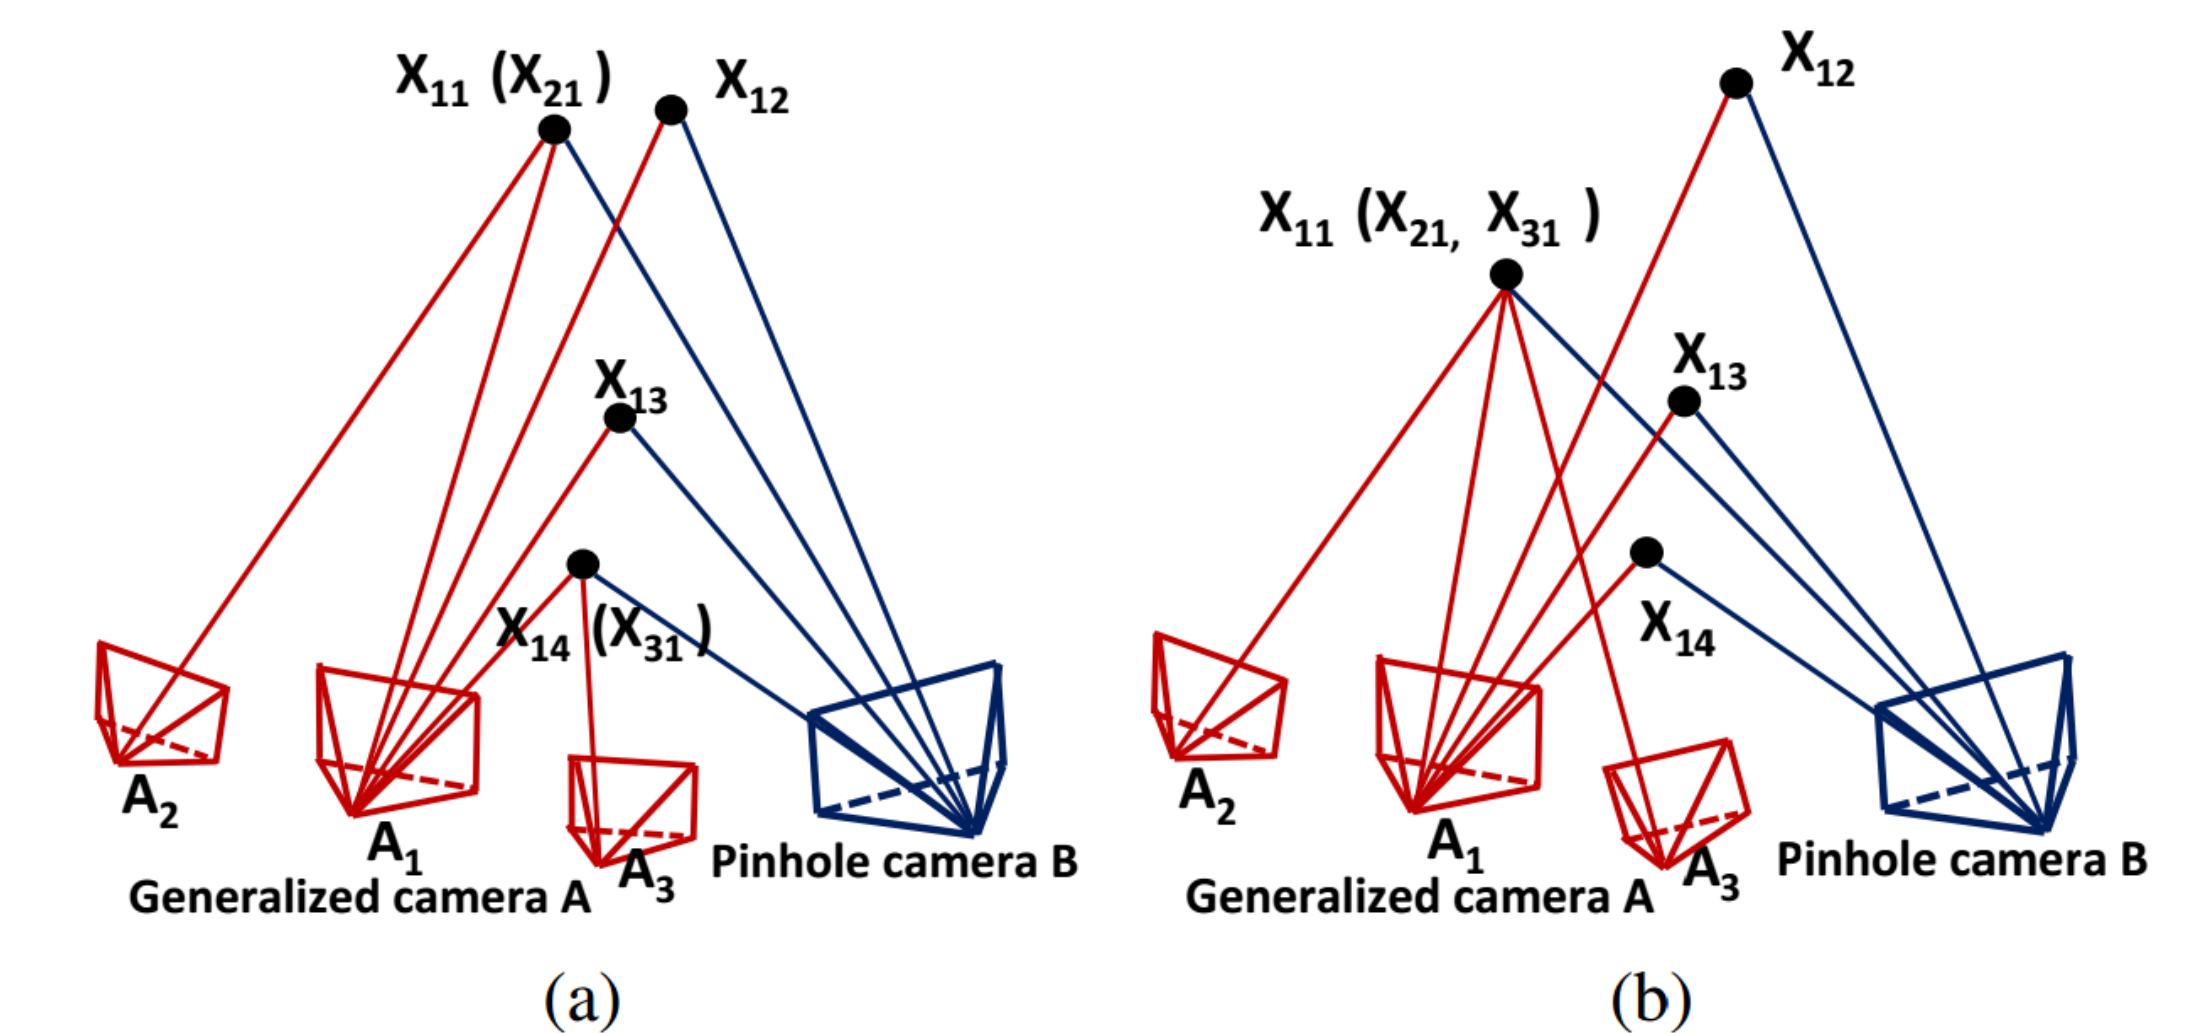 X11 (X21 )
X12
X13
X14 (X31 )
A2
A1
A3
Generalized camera A
Pinhole camera B
(a)
X12
X11 (X21, X31 )
X13
X14
A2
A1
A3
Generalized camera A
Pinhole camera B
(b)